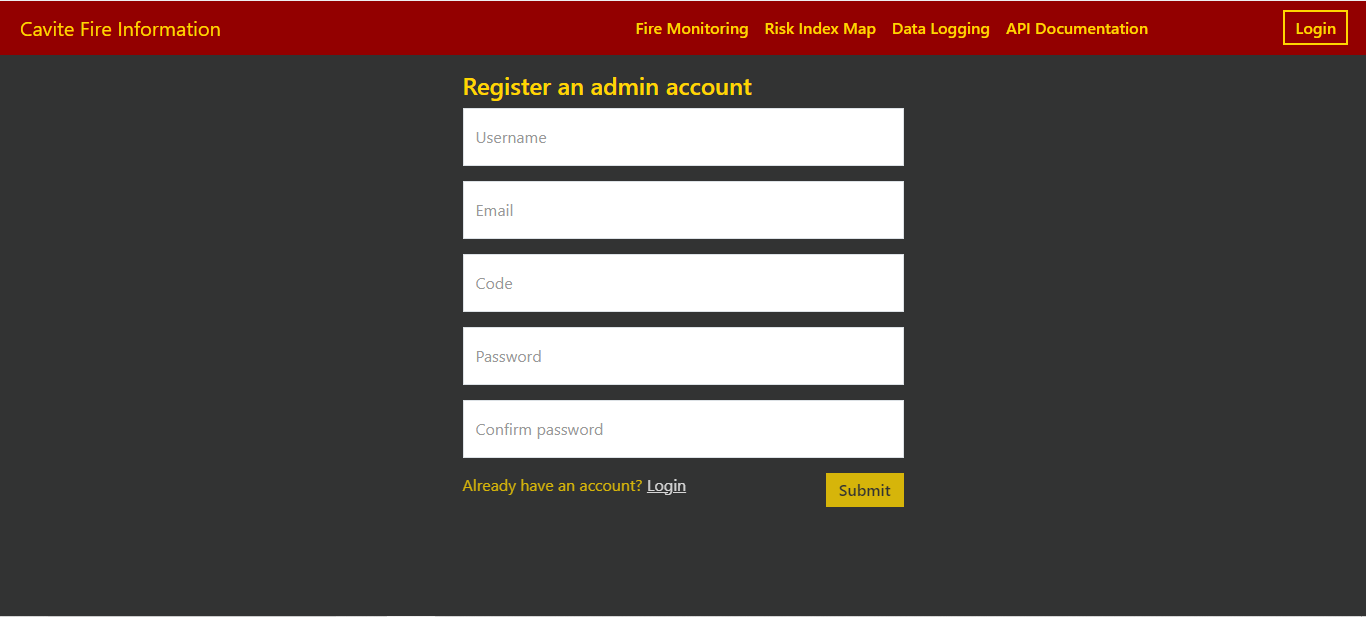 Cavite Fire Information Fire Monitoring Risk Index Map Data Logging API Documentation Login
Register an admin account
Username
Email
Code
Password
Confirm password
Already have an account? Login Submit